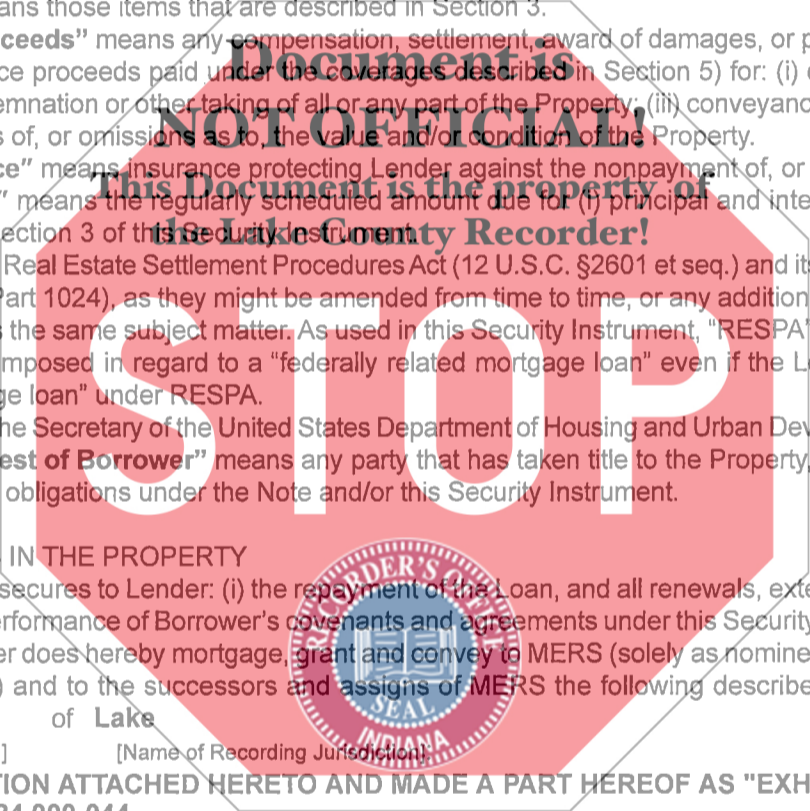 ans those items that are described in Section 3.
ceeds” means any compensation, settlement, award of damages, or p
ce proceeds paid under the coverages described in Section 5) for: (i)
emnation or other taking of all or any part of the Property, (iii) conveyanc
s of, or omissions as to, the value and/or condition of the Property.
ce” means insurance protecting Lender against the nonpayment of, or
” means the regularly scheduled amount due for (i) principal and inte
ection 3 of this Security Instrument.
Real Estate Settlement Procedures Act (12 U.S.C. §2601 et seq.) and its
Part 1024), as they might be amended from time to time, or any addition
s the same subject matter. As used in this Security Instrument, "RESPA
mposed in regard to a “federally related mortgage loan” even if the L
ge loan” under RESPA.
he Secretary of the United States Department of Housing and Urban Dev
est of Borrower” means any party that has taken title to the Property,
obligations under the Note and/or this Security Instrument.
IN THE PROPERTY
secures to Lender: (i) the repayment of the Loan, and all renewals, exte
erformance of Borrower’s covenants and agreements under this Security
er does hereby mortgage, grant and convey to MERS (solely as nomine
) and to the successors and assigns of MERS the following describe
of Lake
] [Name of Recording Jurisdiction]:
TION ATTACHED HERETO AND MADE A PART HEREOF AS "EXH
Document is
NOT OFFICIAL!
This Document is the property of
the Lake County Recorder!
STOP
RECORDER'S OFFICE
SEAL
INDIANA